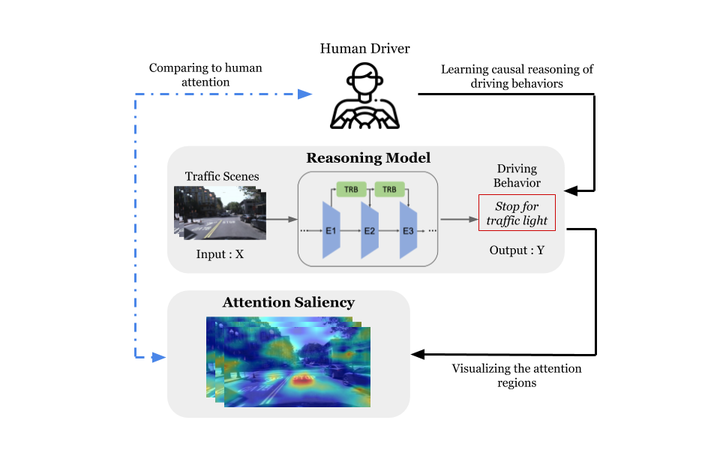 Human Driver
Comparing to human
attention
Learning causal reasoning of
driving behaviors
Reasoning Model
Traffic Scenes
Driving
Behavior
TRB
TRB
Stop for
traffic light
E1
E2
E3
Input : X
Output : Y
Attention Saliency
Visualizing the attention
regions